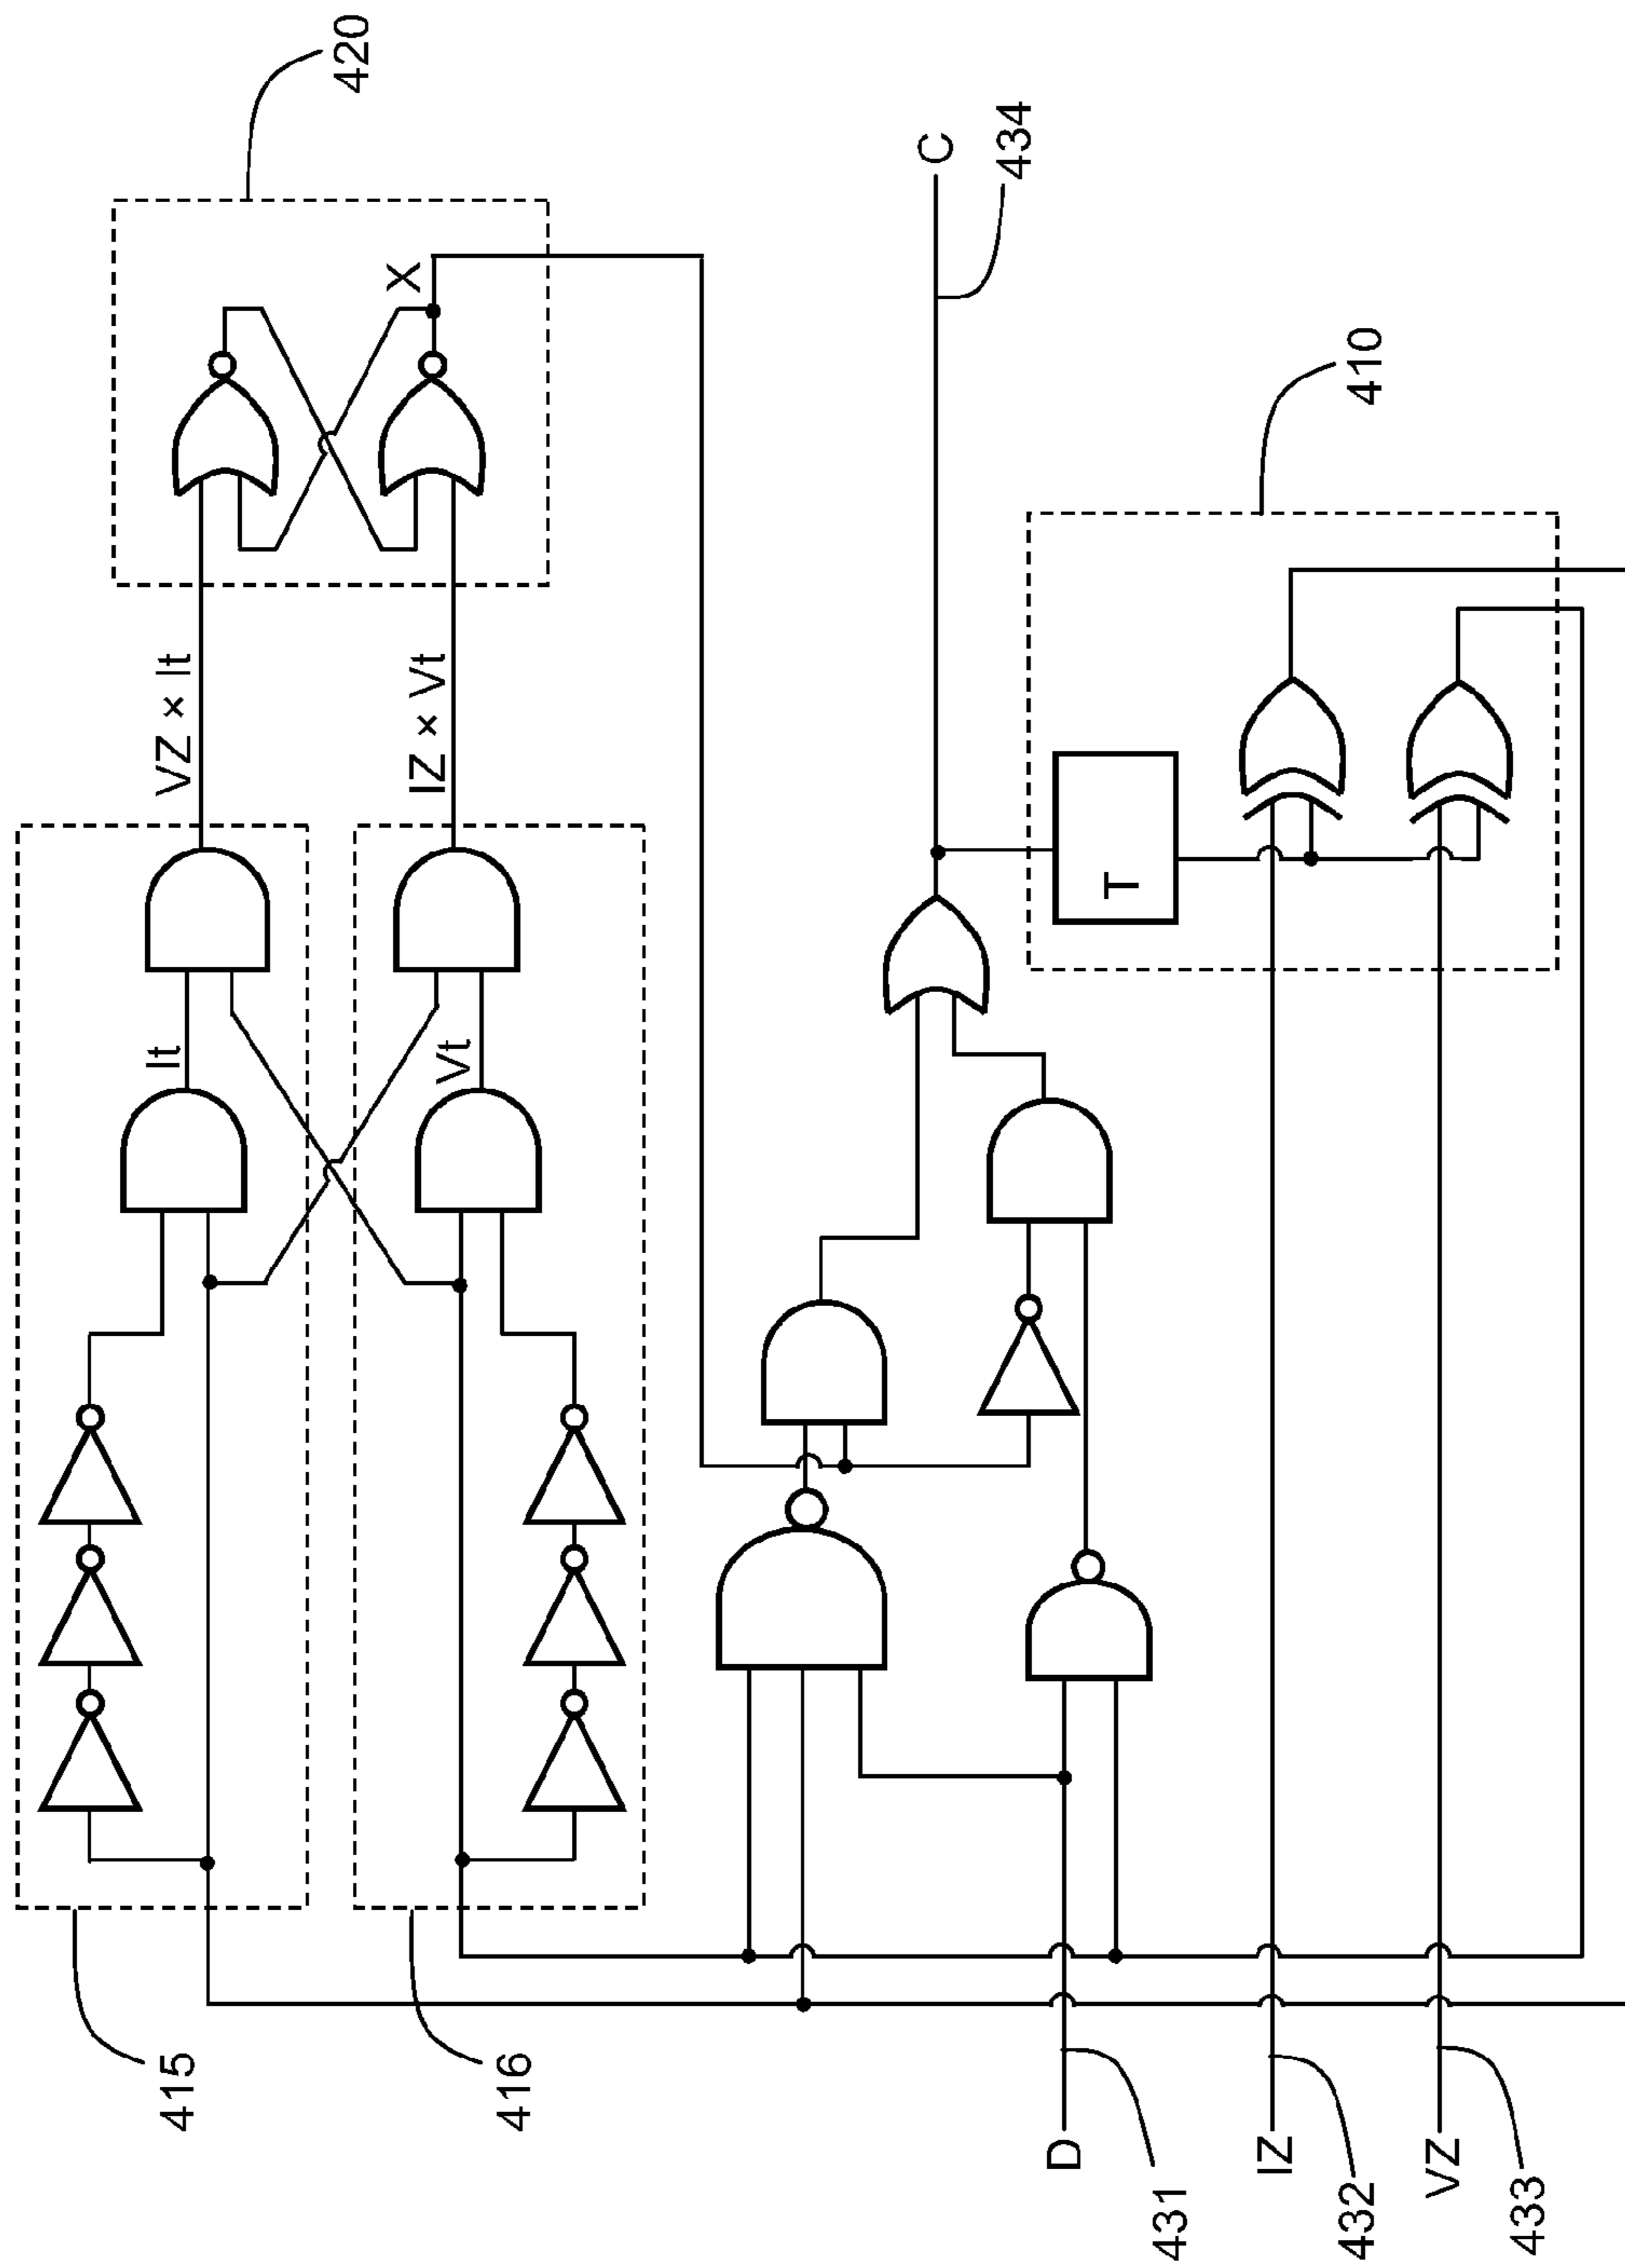 415
416
It
Vt
VZ × It
IZ × Vt
X
420
D
431
IZ
432
VZ
433
T
C
434
410